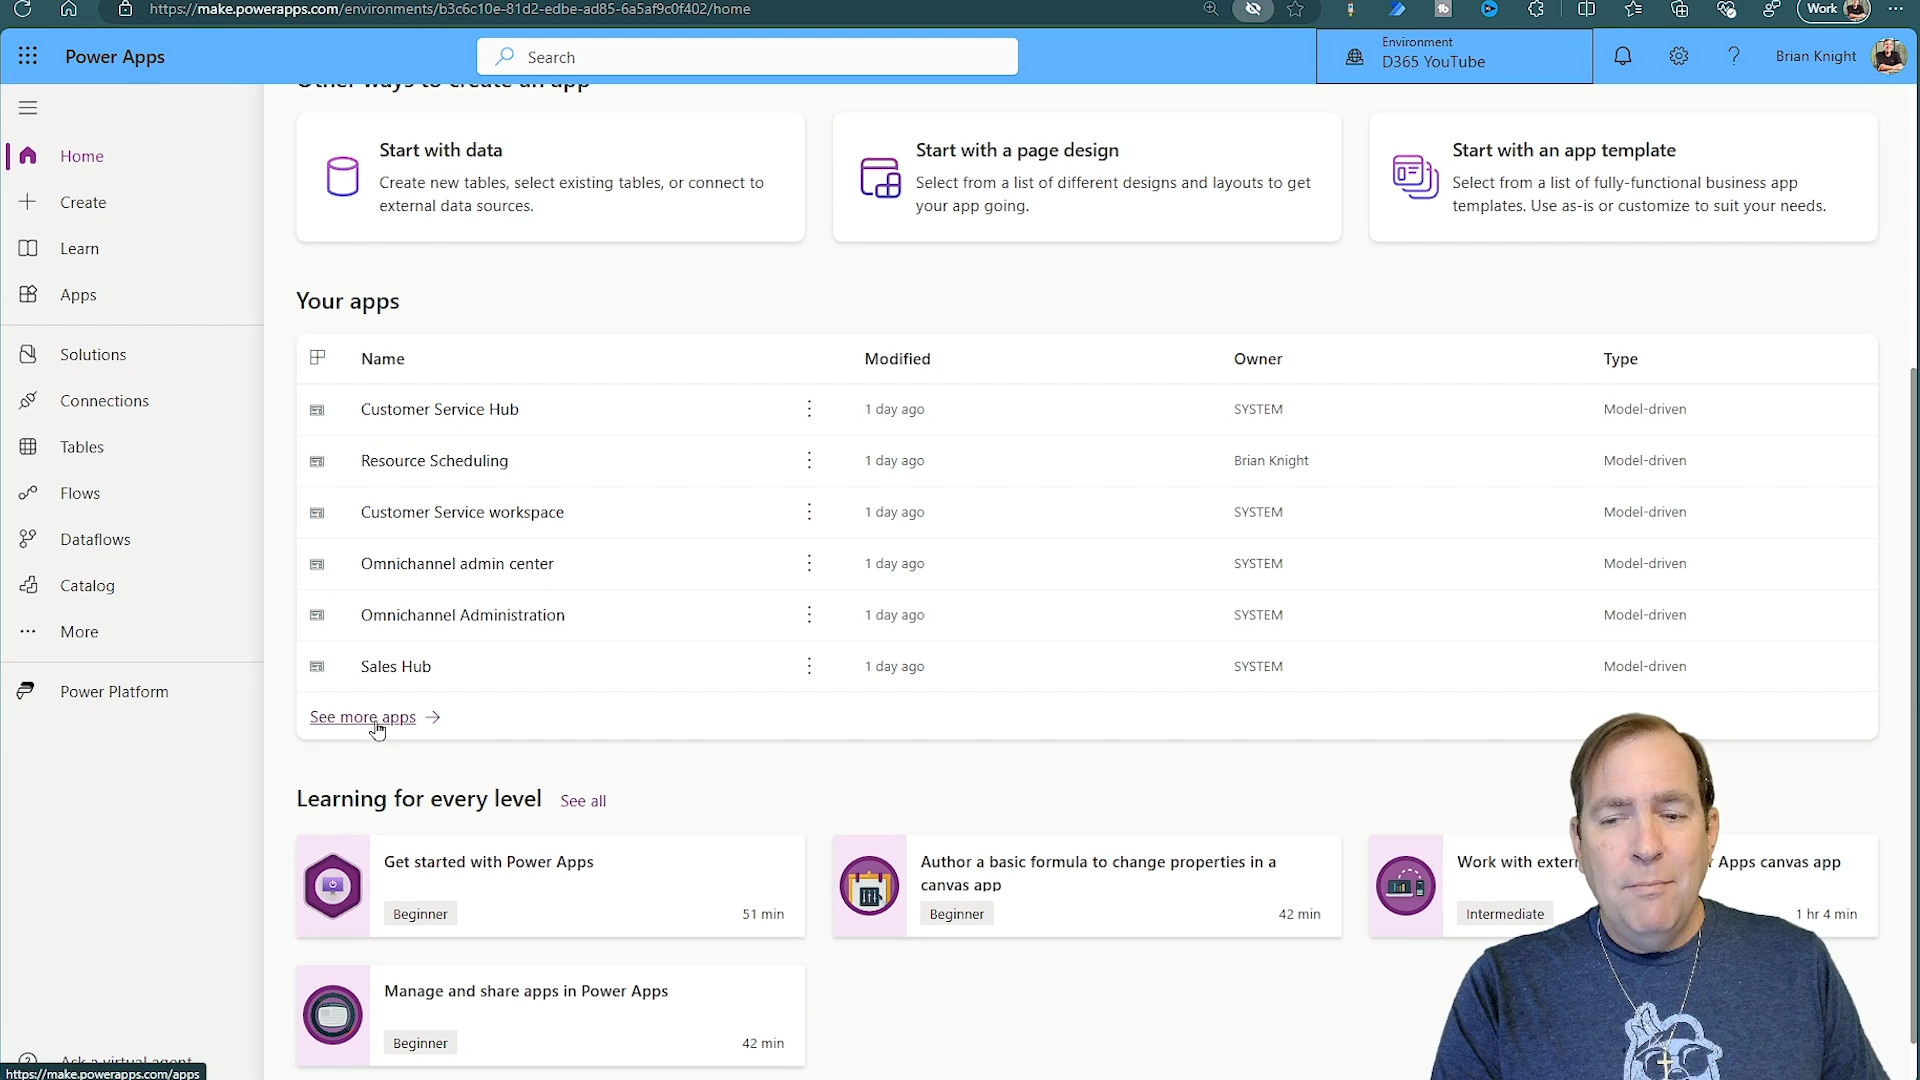 https://make.powerapps.com/environments/b3c6c10e-81d2-edbe-ad85-6a5af9c0f402/home
Work
Power Apps
Search
Environment
D365 YouTube
Brian Knight
Other ways to create an app
Home
Create
Learn
Apps
Solutions
Connections
Tables
Flows
Dataflows
Catalog
More
Power Platform
Ask a virtual agent
https://make.powerapps.com/apps
Start with data
Create new tables, select existing tables, or connect to
external data sources.
Start with a page design
Select from a list of different designs and layouts to get
your app going.
Start with an app template
Select from a list of fully-functional business app
templates. Use as-is or customize to suit your needs.
Your apps
Name Modified Owner Type
Customer Service Hub 1 day ago SYSTEM Model-driven
Resource Scheduling 1 day ago Brian Knight Model-driven
Customer Service workspace 1 day ago SYSTEM Model-driven
Omnichannel admin center 1 day ago SYSTEM Model-driven
Omnichannel Administration 1 day ago SYSTEM Model-driven
Sales Hub 1 day ago SYSTEM Model-driven
See more apps
Learning for every level See all
Get started with Power Apps
Beginner 51 min
Author a basic formula to change properties in a
canvas app
Beginner 42 min
Work with Apps canvas app
Intermediate 1 hr 4 min
Manage and share apps in Power Apps
Beginner 42 min